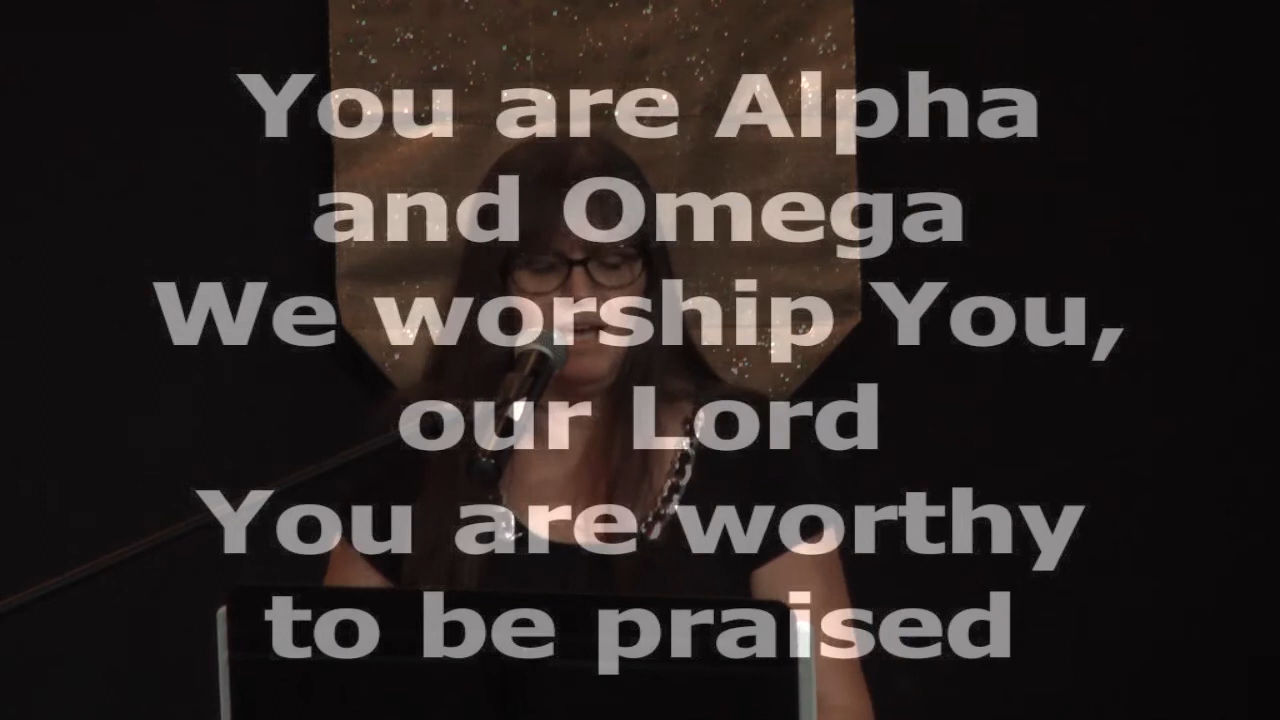 You are Alpha
and Omega
We worship You,
our Lord
You are worthy
to be praised